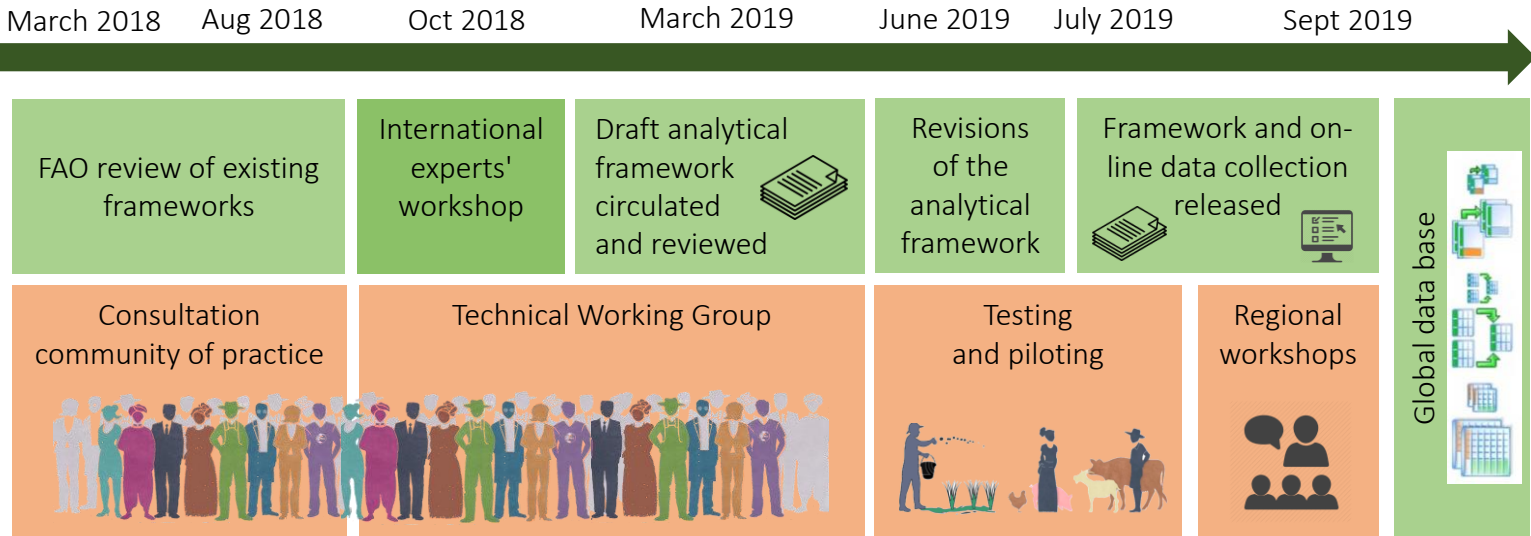 March 2018 Aug 2018 Oct 2018 March 2019 June 2019 July 2019 Sept 2019
FAO review of existing
frameworks
International
experts'
workshop
Draft analytical
framework
circulated
and reviewed
Revisions
of the
analytical
framework
Framework and on-
line data collection
released
Global data base
Consultation
community of practice
Technical Working Group
Testing
and piloting
Regional
workshops